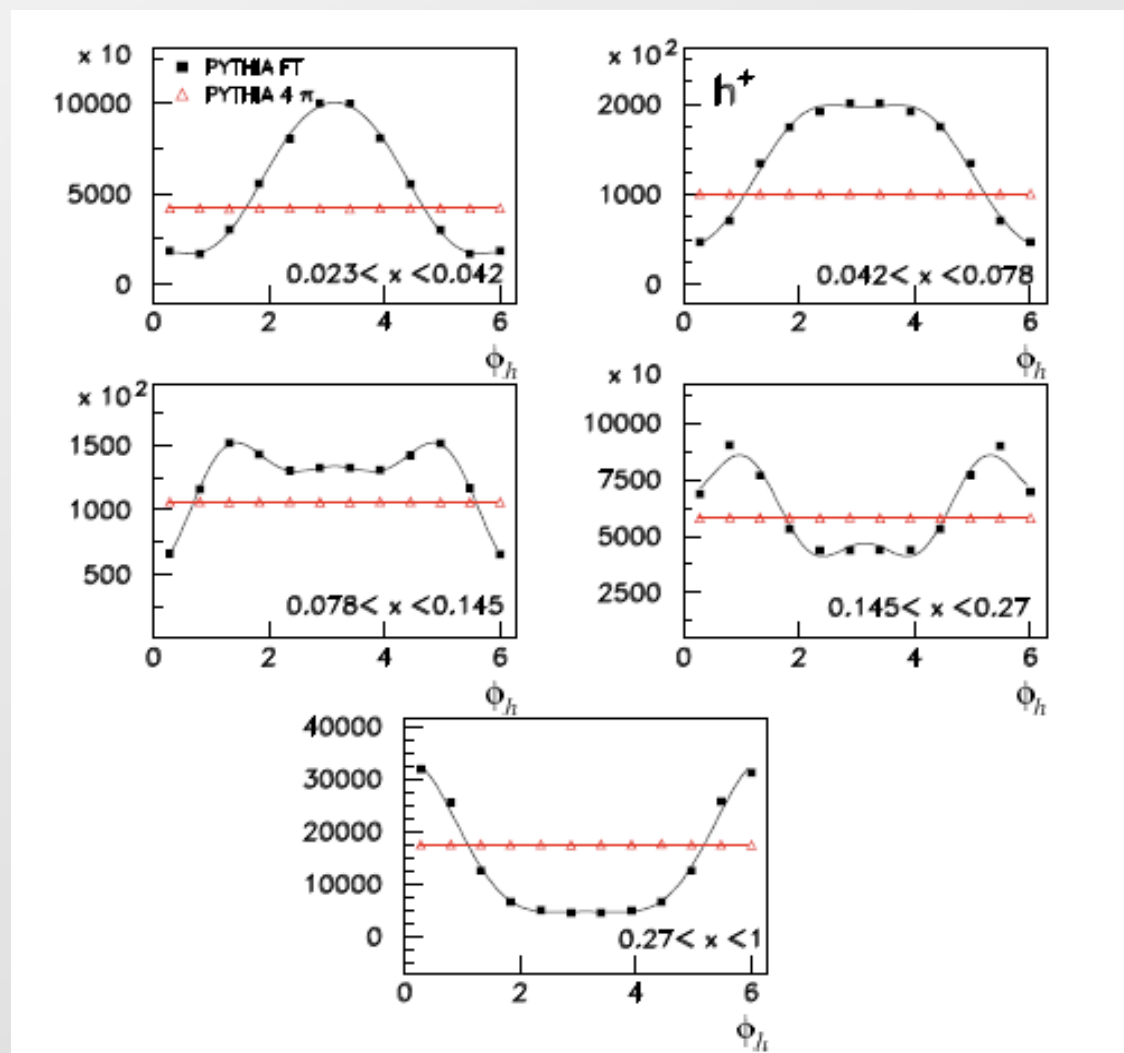 x 10
■ PYTHIA FT
△ PYTHIA 4 π
10000
5000
0
0.023< x <0.042
0 2 4 6
ϕh
x 10²
h⁺
2000
1000
0
0.042< x <0.078
0 2 4 6
ϕh
x 10²
1500
1000
500
0.078< x <0.145
0 2 4 6
ϕh
x 10
10000
7500
5000
2500
0.145< x <0.27
0 2 4 6
ϕh
40000
30000
20000
10000
0
0.27< x <1
0 2 4 6
ϕh